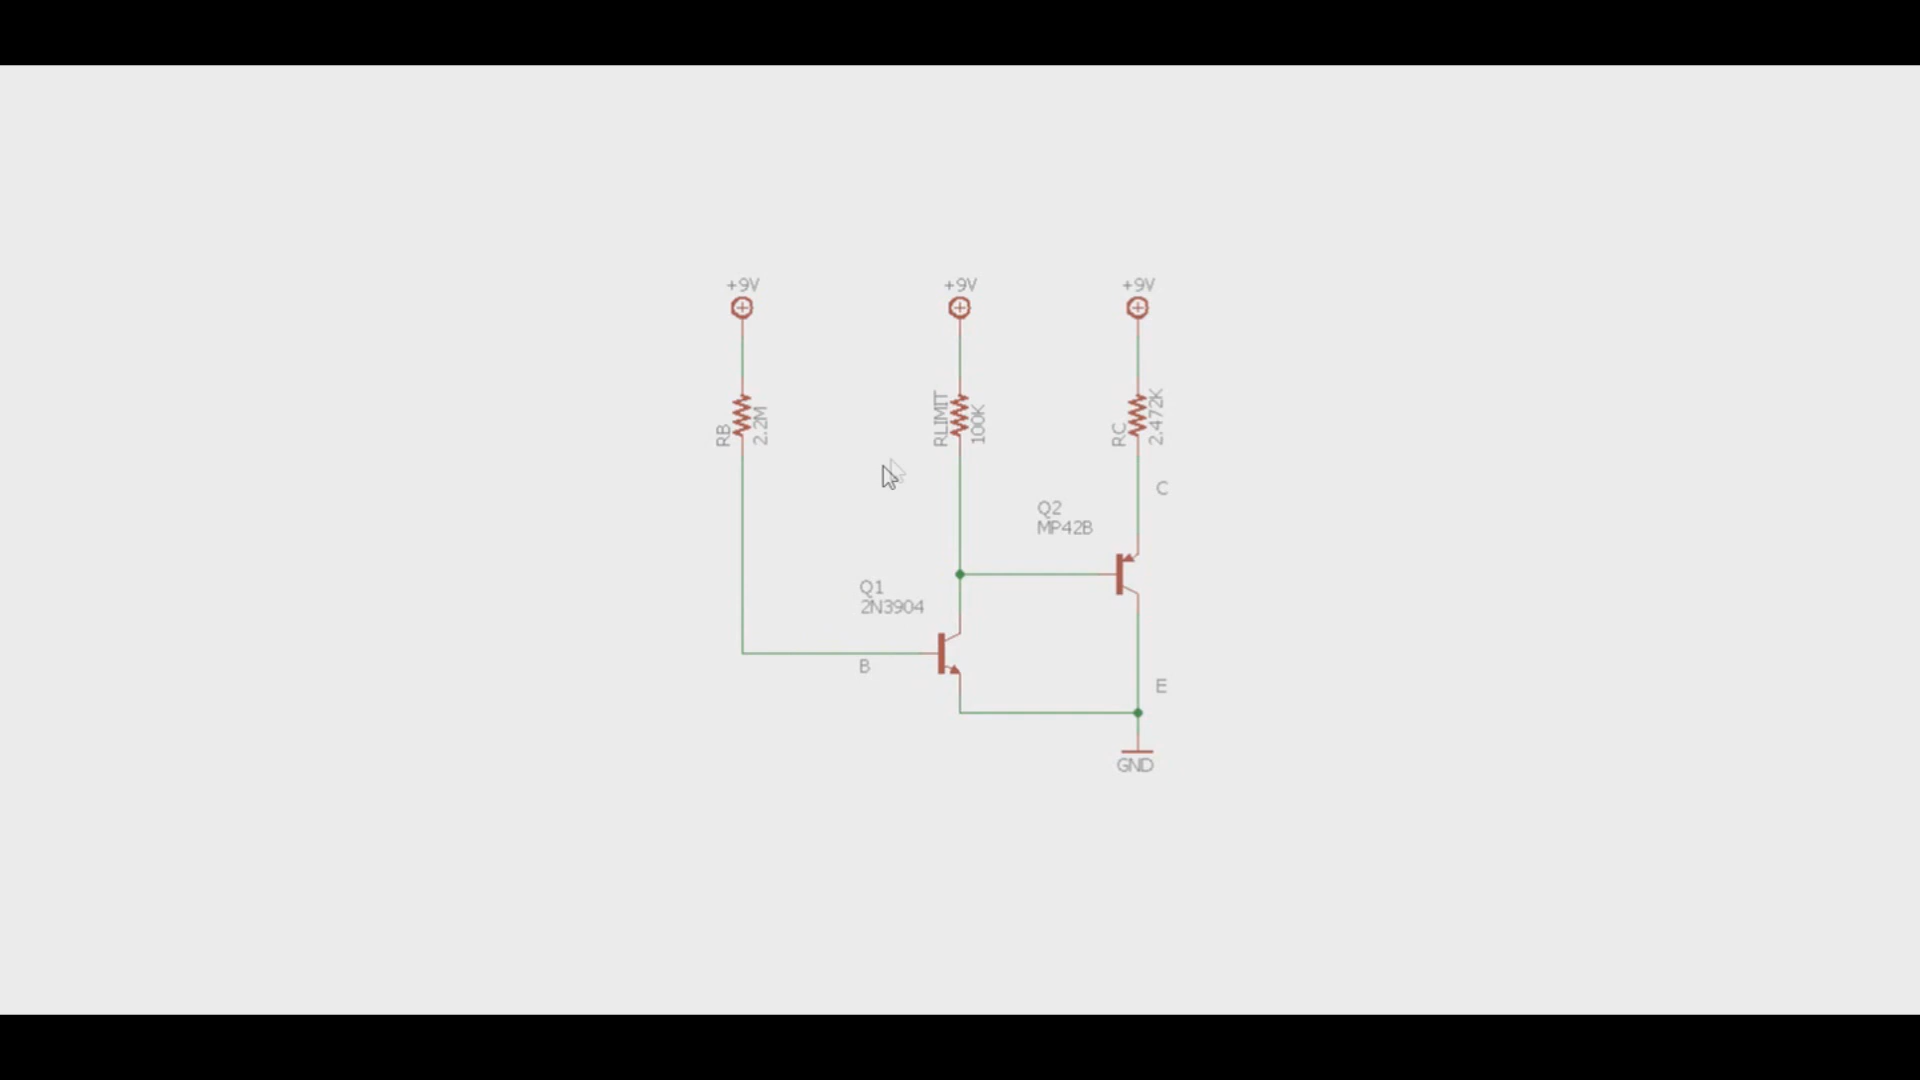 +9V
+9V
+9V
RB
2.2M
RLIMIT
100K
RC
2.472K
C
Q2
MP42B
Q1
2N3904
B
E
GND